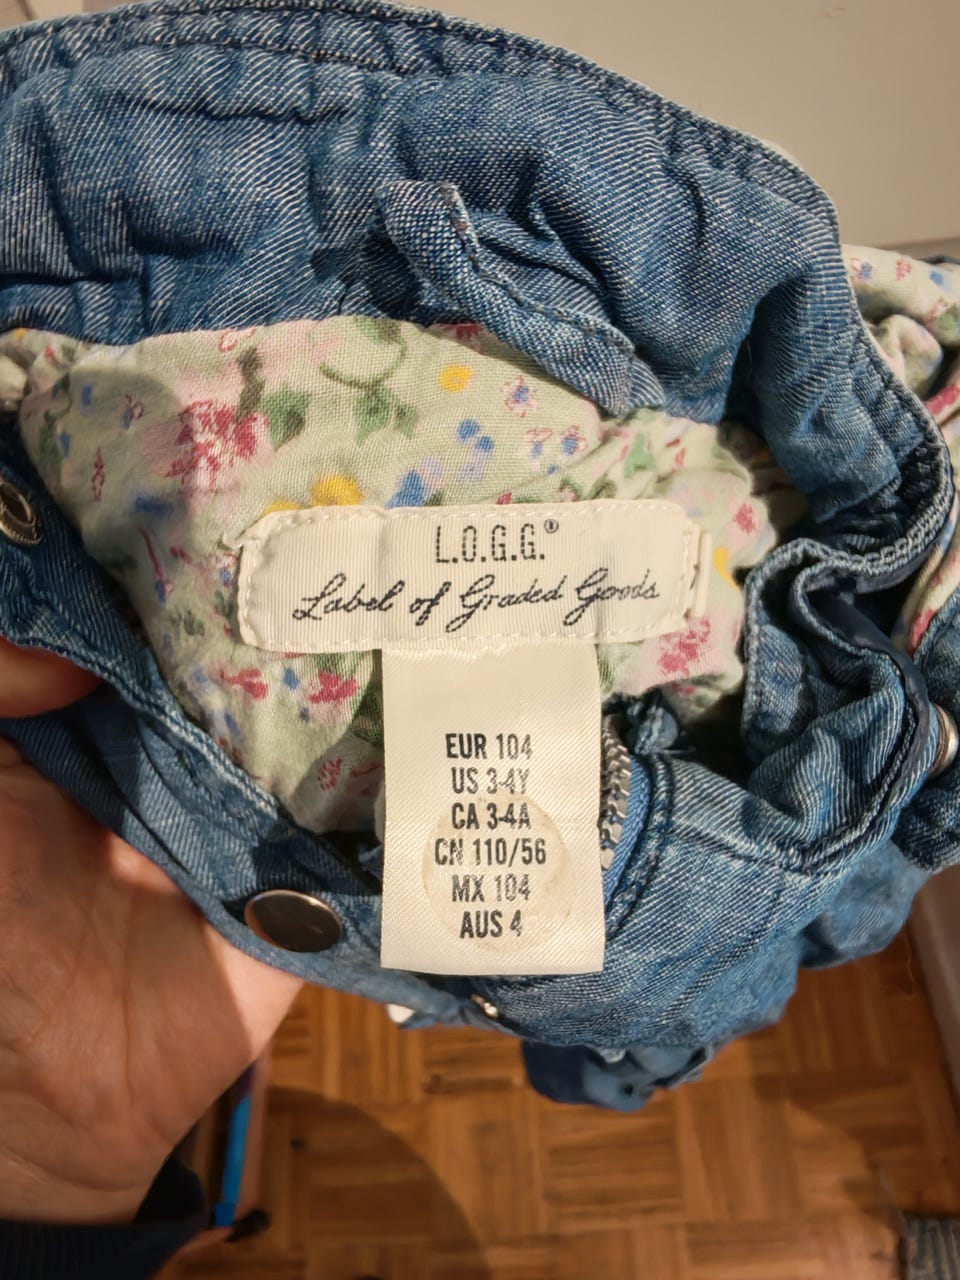 L.O.G.G.®
Label of Graded Goods
EUR 104
US 3-4Y
CA 3-4A
CN 110/56
MX 104
AUS 4